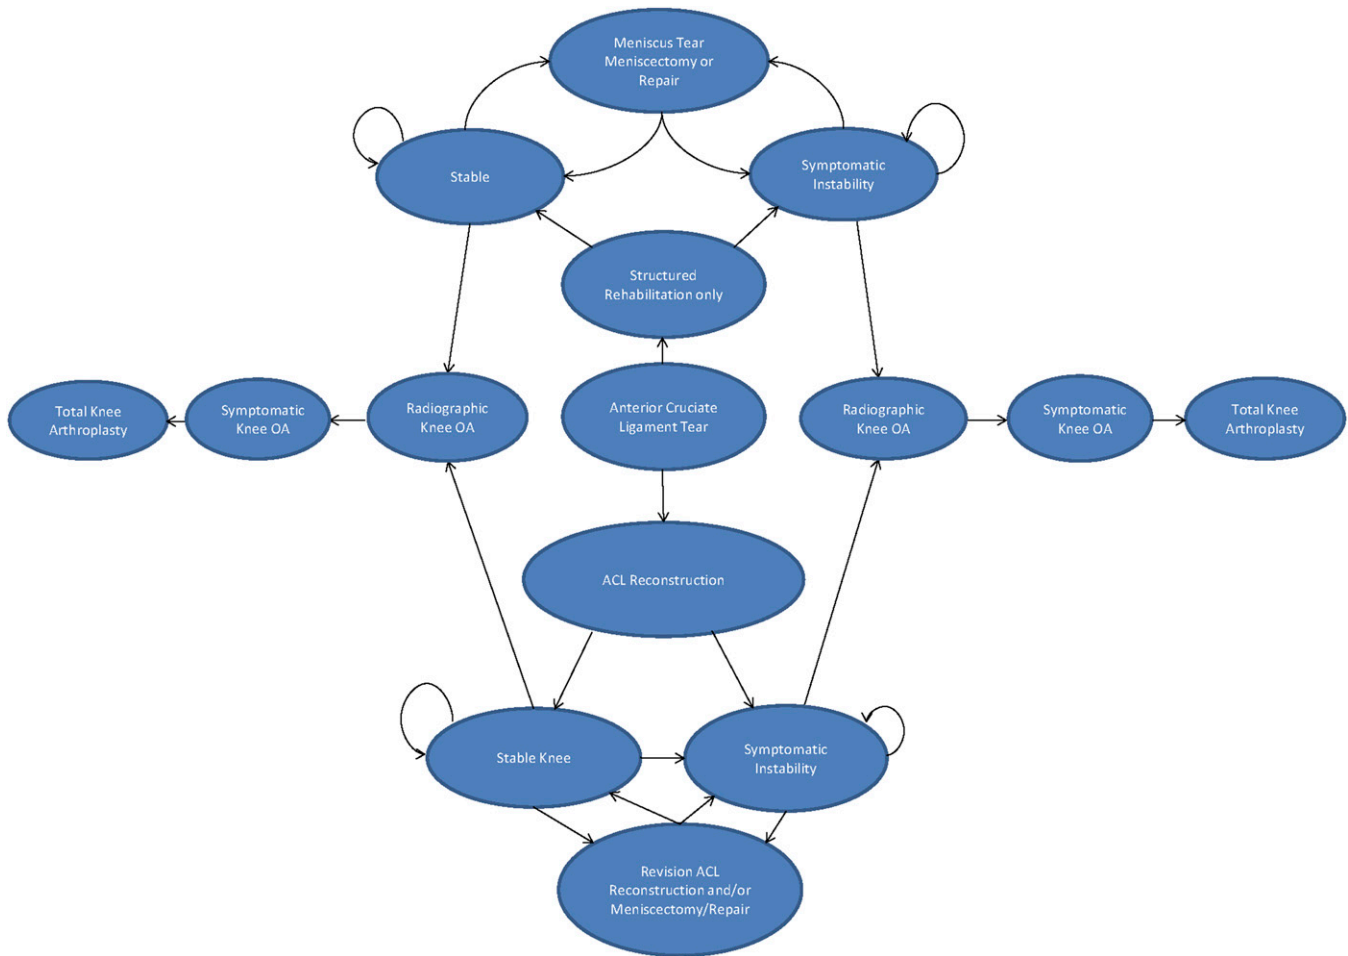 Meniscus Tear
Meniscectomy or
Repair
Stable
Symptomatic
Instability
Structured
Rehabilitation only
Total Knee
Arthroplasty
Symptomatic
Knee OA
Radiographic
Knee OA
Anterior Cruciate
Ligament Tear
Radiographic
Knee OA
Symptomatic
Knee OA
Total Knee
Arthroplasty
ACL Reconstruction
Stable Knee
Symptomatic
Instability
Revision ACL
Reconstruction and/or
Meniscectomy/Repair